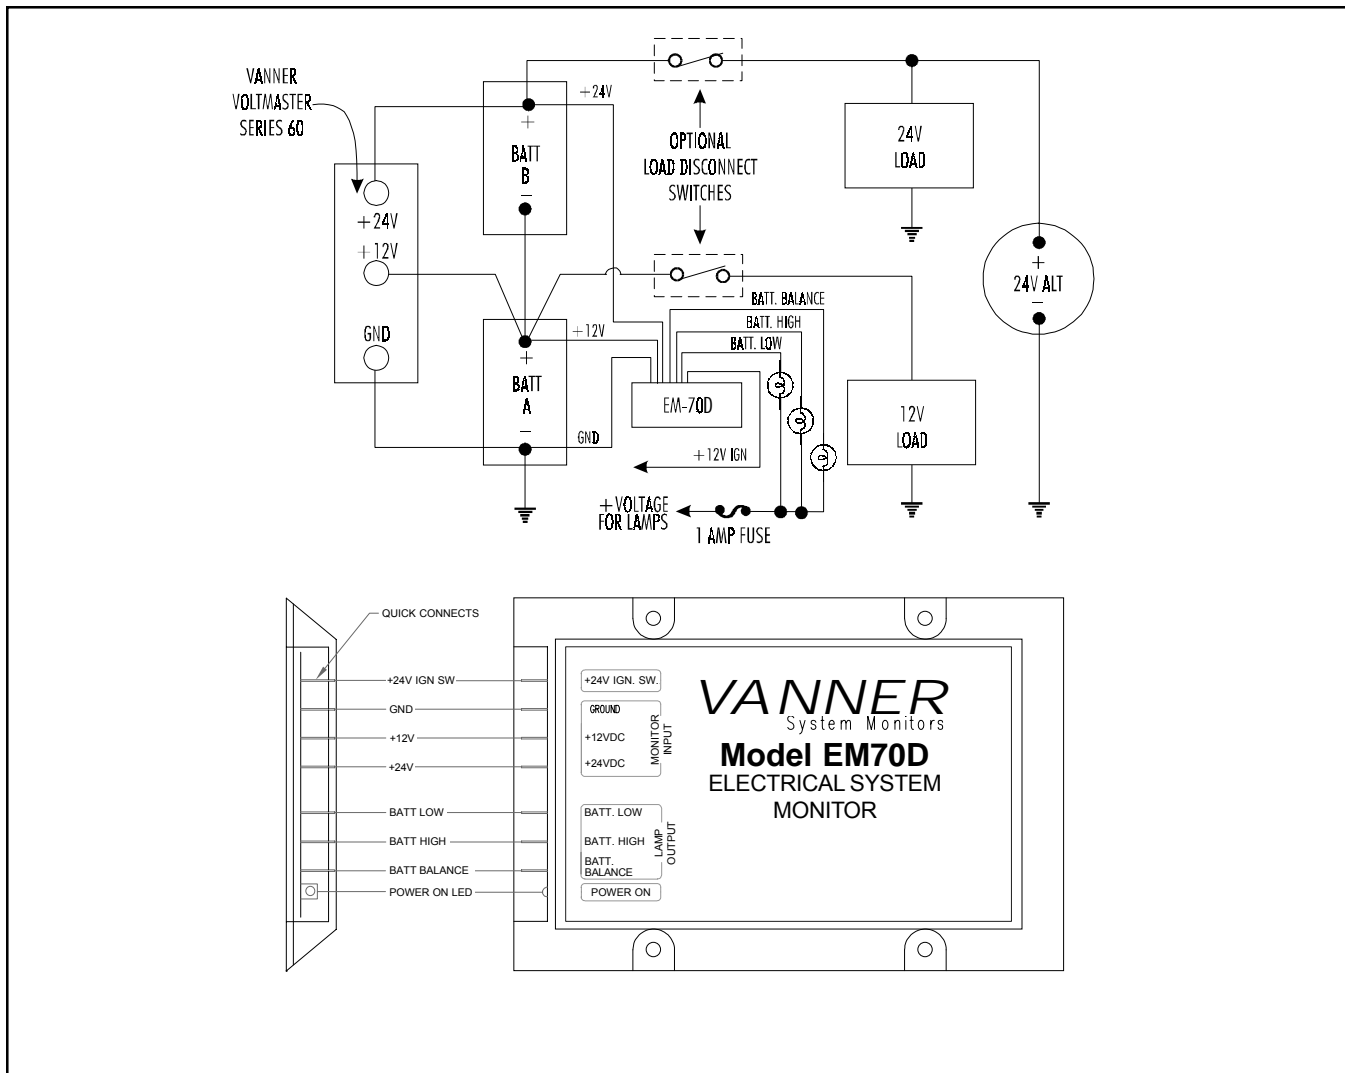 VANNER
VOLTMASTER
SERIES 60
+24V
+12V
GND
+
BATT
B
−
+24V
OPTIONAL
LOAD DISCONNECT
SWITCHES
24V
LOAD
+
24V ALT
−
+12V
+
BATT
A
−
GND
BATT. BALANCE
BATT. HIGH
BATT. LOW
EM-70D
+12V IGN
+VOLTAGE
FOR LAMPS
1 AMP FUSE
12V
LOAD
QUICK CONNECTS
+24V IGN SW
GND
+12V
+24V
BATT LOW
BATT HIGH
BATT BALANCE
POWER ON LED
+24V IGN. SW.
GROUND
+12VDC
+24VDC
MONITOR
INPUT
BATT. LOW
BATT. HIGH
BATT.
BALANCE
LAMP
OUTPUT
POWER ON
VANNER
System Monitors
Model EM70D
ELECTRICAL SYSTEM
MONITOR